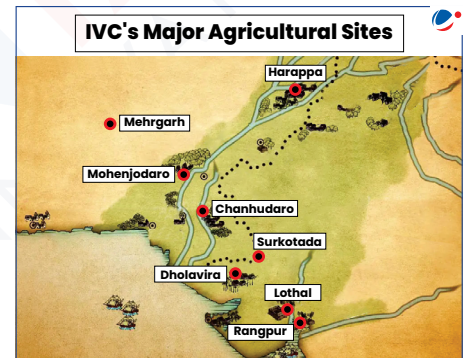 IVC's Major Agricultural Sites
Harappa
Mehrgarh
Mohenjodaro
Chanhudaro
Surkotada
Dholavira
Lothal
Rangpur